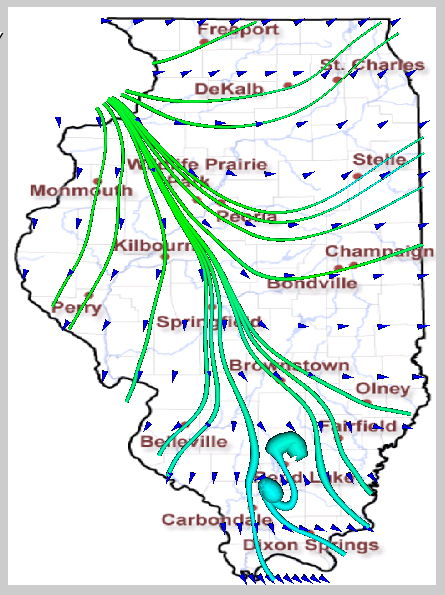 Freeport
St. Charles
DeKalb
Wildlife Prairie
Park
Stelle
Monmouth
Peoria
Kilbourn
Champaign
Bondville
Perry
Springfield
Brownstown
Olney
Fairfield
Belleville
Rend Lake
Carbondale
Dixon Springs